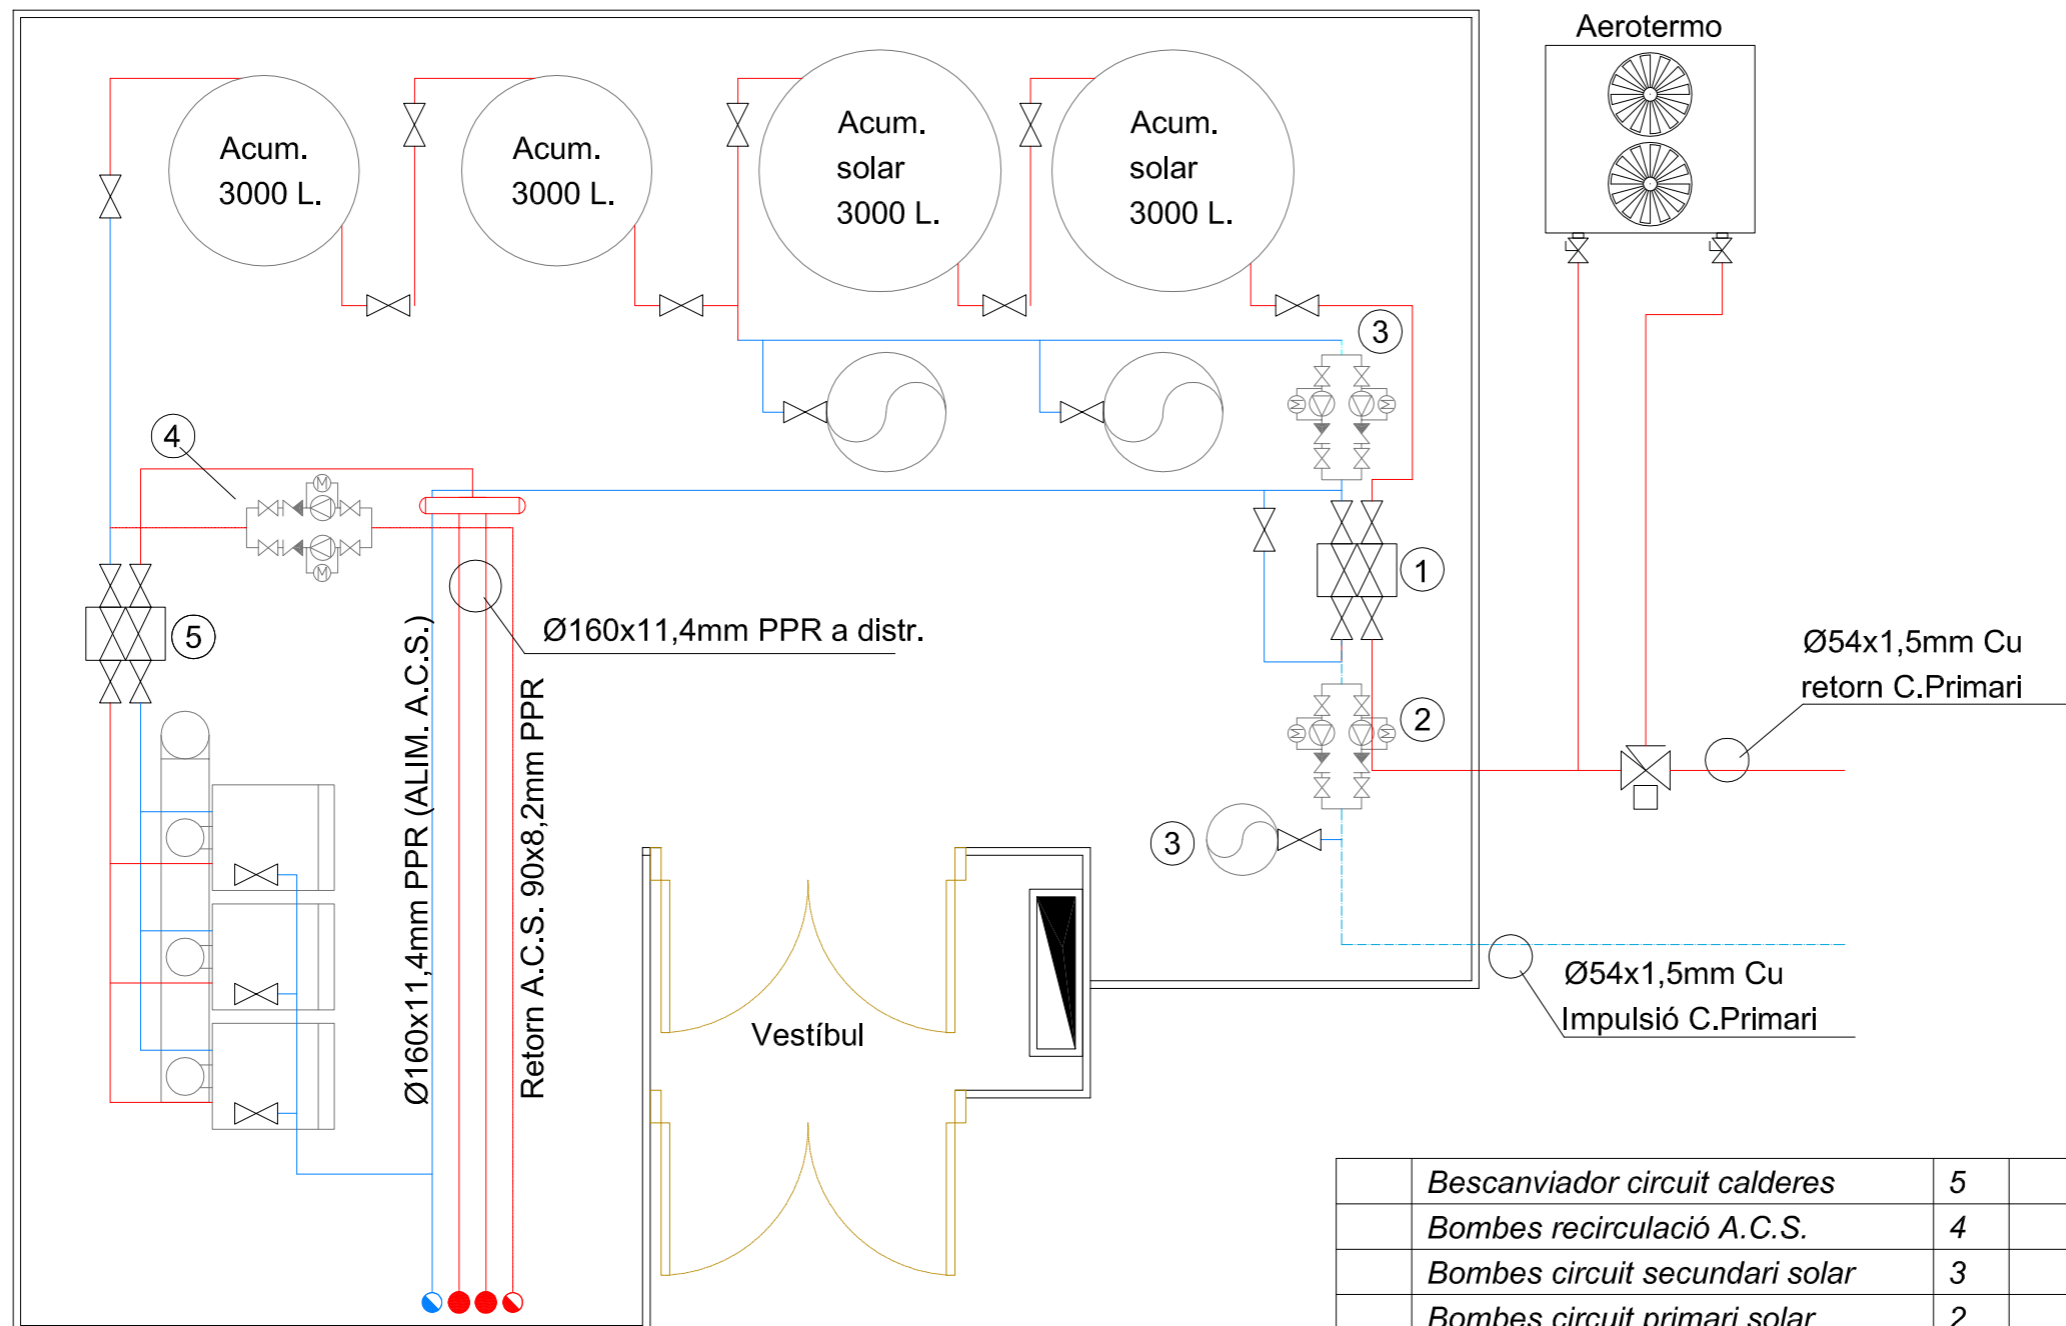 Aerotermo
Acum.
3000 L.
Acum.
3000 L.
Acum.
solar
3000 L.
Acum.
solar
3000 L.
3
M
M
4
M
M
1
5
Ø160x11,4mm PPR a distr.
Ø160x11,4mm PPR (ALIM. A.C.S.)
Retorn A.C.S. 90x8,2mm PPR
Ø54x1,5mm Cu
retorn C.Primari
2
M
M
3
Ø54x1,5mm Cu
Impulsió C.Primari
Vestíbul
Bescanviador circuit calderes 5
Bombes recirculació A.C.S. 4
Bombes circuit secundari solar 3
Bombes circuit primari solar 2